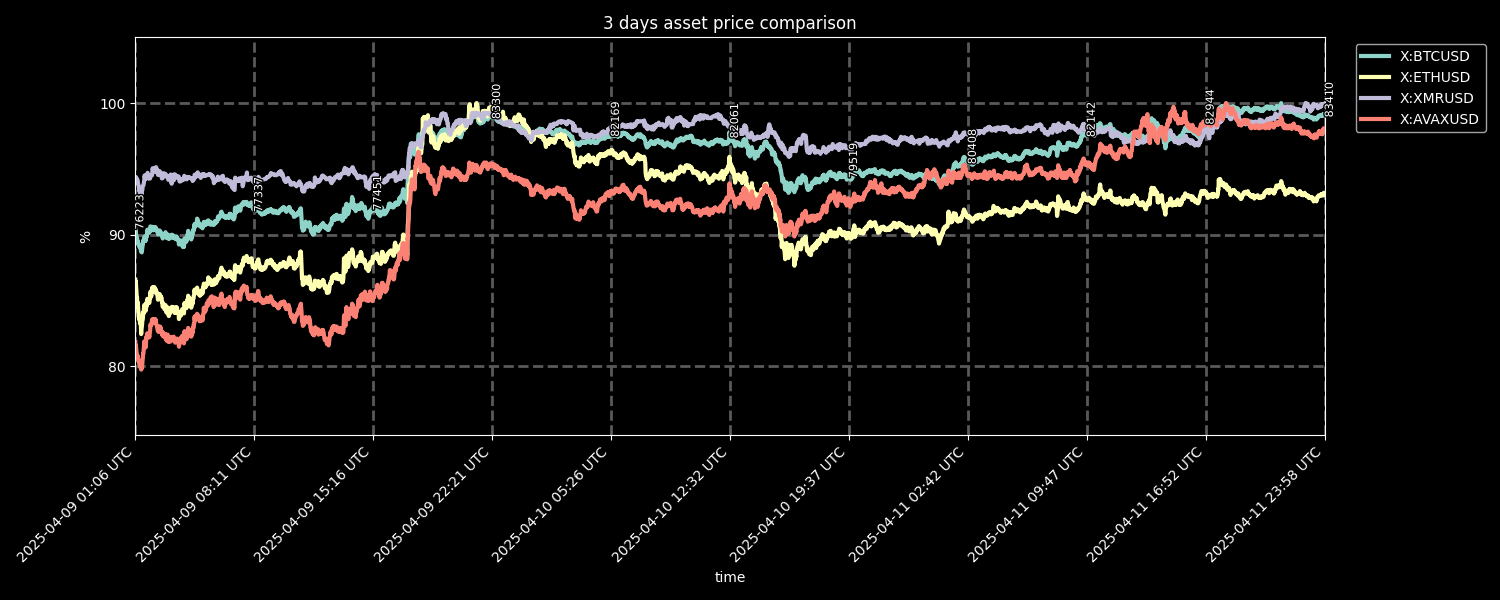 3 days asset price comparison
X:BTCUSD
X:ETHUSD
X:XMRUSD
X:AVAXUSD
%
100
90
80
76223
77337
77451
83300
82169
82061
79519
80408
82142
82944
83410
2025-04-09 01:06 UTC
2025-04-09 08:11 UTC
2025-04-09 15:16 UTC
2025-04-09 22:21 UTC
2025-04-10 05:26 UTC
2025-04-10 12:32 UTC
2025-04-10 19:37 UTC
2025-04-11 02:42 UTC
2025-04-11 09:47 UTC
2025-04-11 16:52 UTC
2025-04-11 23:58 UTC
time